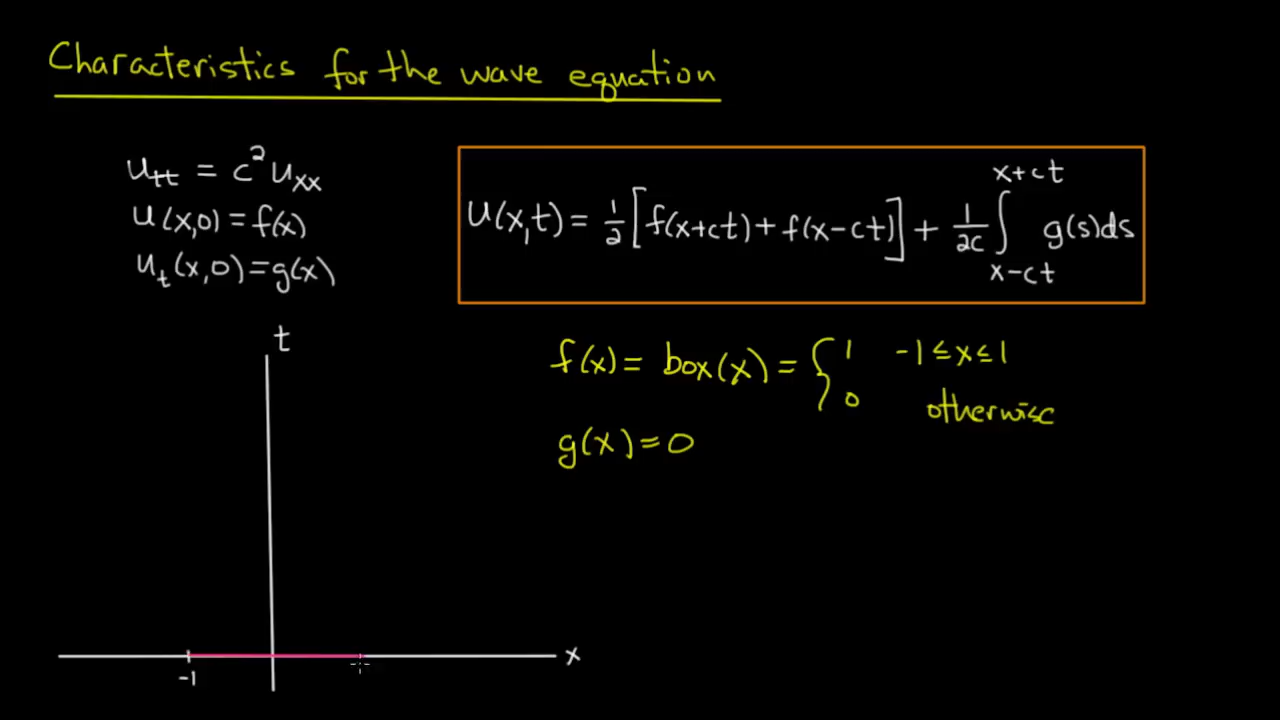 Characteristics for the wave equation
u_tt = c² u_xx
u(x,0) = f(x)
u_t(x,0) = g(x)
u(x,t) = 1/2 [f(x+ct) + f(x-ct)] + 1/2c ∫_{x-ct}^{x+ct} g(s)ds
t
f(x) = box(x) = { 1 -1 ≤ x ≤ 1
0 otherwise
g(x) = 0
x
-1